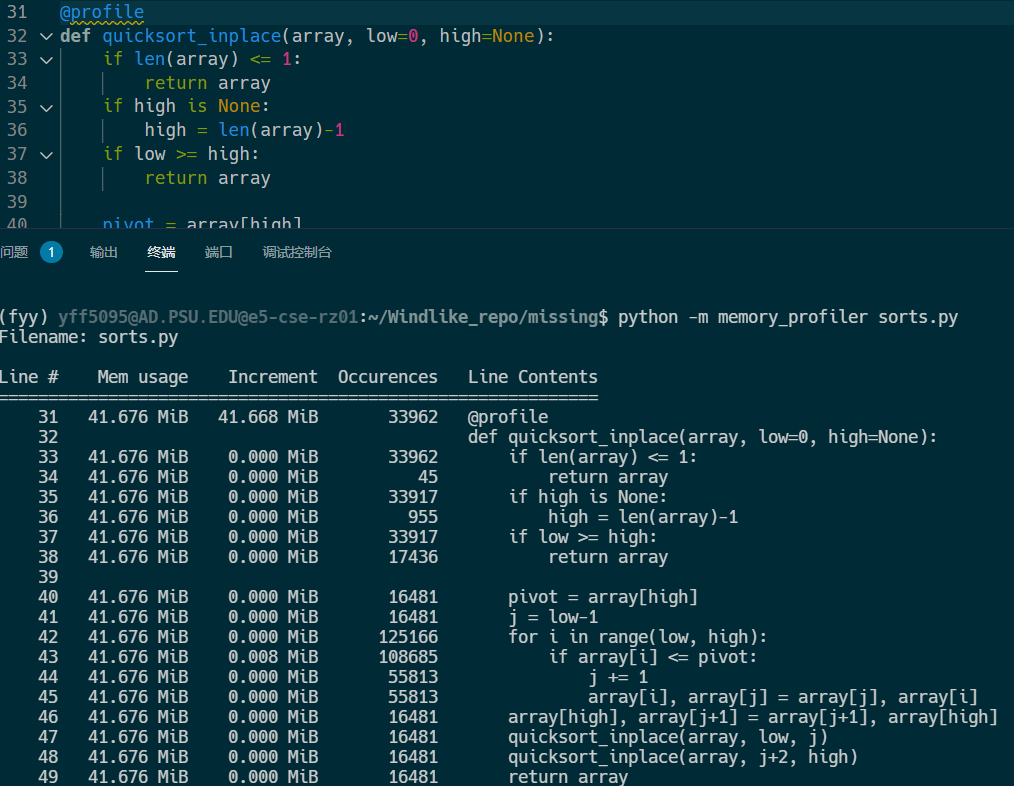 31 @profile
32 def quicksort_inplace(array, low=0, high=None):
33 if len(array) <= 1:
34 return array
35 if high is None:
36 high = len(array)-1
37 if low >= high:
38 return array
39
40 pivot = array[high]
问题 1 输出 终端 端口 调试控制台
(fyy) yff5095@AD.PSU.EDU@e5-cse-rz01:~/Windlike_repo/missing$ python -m memory_profiler sorts.py
Filename: sorts.py
Line # Mem usage Increment Occurences Line Contents
============================================================
31 41.676 MiB 41.668 MiB 33962 @profile
32 def quicksort_inplace(array, low=0, high=None):
33 41.676 MiB 0.000 MiB 33962 if len(array) <= 1:
34 41.676 MiB 0.000 MiB 45 return array
35 41.676 MiB 0.000 MiB 33917 if high is None:
36 41.676 MiB 0.000 MiB 955 high = len(array)-1
37 41.676 MiB 0.000 MiB 33917 if low >= high:
38 41.676 MiB 0.000 MiB 17436 return array
39
40 41.676 MiB 0.000 MiB 16481 pivot = array[high]
41 41.676 MiB 0.000 MiB 16481 j = low-1
42 41.676 MiB 0.000 MiB 125166 for i in range(low, high):
43 41.676 MiB 0.008 MiB 108685 if array[i] <= pivot:
44 41.676 MiB 0.000 MiB 55813 j += 1
45 41.676 MiB 0.000 MiB 55813 array[i], array[j] = array[j], array[i]
46 41.676 MiB 0.000 MiB 16481 array[high], array[j+1] = array[j+1], array[high]
47 41.676 MiB 0.000 MiB 16481 quicksort_inplace(array, low, j)
48 41.676 MiB 0.000 MiB 16481 quicksort_inplace(array, j+2, high)
49 41.676 MiB 0.000 MiB 16481 return array